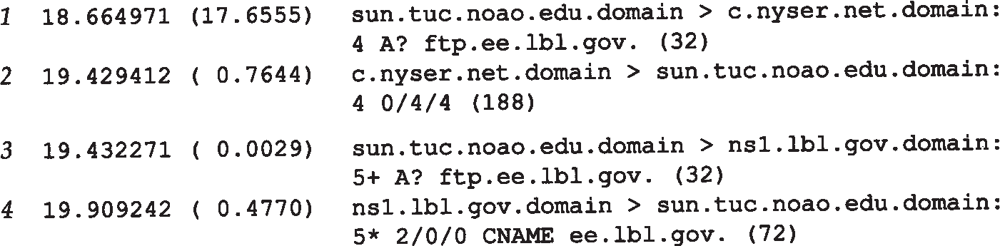 1 18.664971 (17.6555) sun.tuc.noao.edu.domain > c.nyser.net.domain:
4 A? ftp.ee.lbl.gov. (32)
2 19.429412 ( 0.7644) c.nyser.net.domain > sun.tuc.noao.edu.domain:
4 0/4/4 (188)
3 19.432271 ( 0.0029) sun.tuc.noao.edu.domain > ns1.lbl.gov.domain:
5+ A? ftp.ee.lbl.gov. (32)
4 19.909242 ( 0.4770) ns1.lbl.gov.domain > sun.tuc.noao.edu.domain:
5* 2/0/0 CNAME ee.lbl.gov. (72)